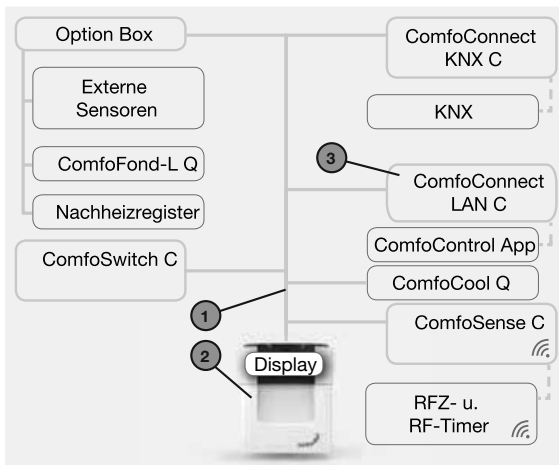 Option Box
Externe
Sensoren
ComfoFond-L Q
Nachheizregister
ComfoSwitch C
1
2
Display
ComfoConnect
KNX C
KNX
3
ComfoConnect
LAN C
ComfoControl App
ComfoCool Q
ComfoSense C
RFZ- u.
RF-Timer